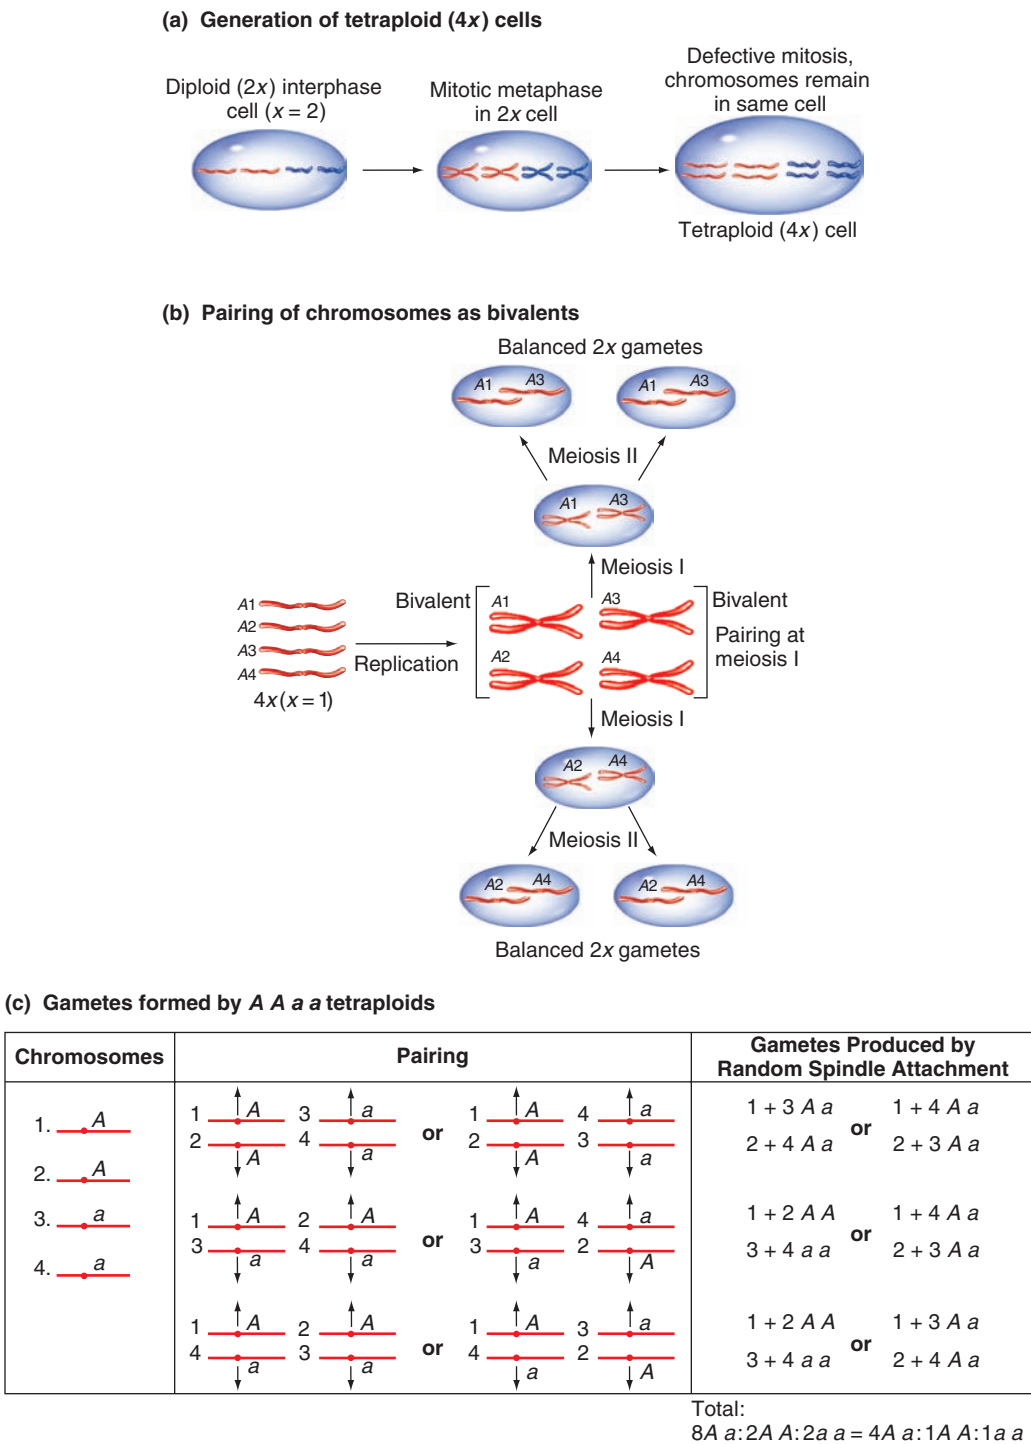 (a) Generation of tetraploid (4x) cells
Diploid (2x) interphase
cell (x = 2)
Mitotic metaphase
in 2x cell
Defective mitosis,
chromosomes remain
in same cell
Tetraploid (4x) cell
(b) Pairing of chromosomes as bivalents
Balanced 2x gametes
A1 A3
A1 A3
Meiosis II
A1 A3
Meiosis I
A1
A2
A3
A4
4x(x = 1)
Replication
Bivalent
A1
A2
A3
A4
Bivalent
Pairing at
meiosis I
Meiosis I
A2 A4
Meiosis II
A2 A4
A2 A4
Balanced 2x gametes
(c) Gametes formed by A A a a tetraploids
Chromosomes
Pairing
Gametes Produced by
Random Spindle Attachment
1. A
2. A
3. a
4. a
1 A 3 a
2 A 4 a
or
1 A 4 a
2 A 3 a
1 + 3 A a
2 + 4 A a
or
1 + 4 A a
2 + 3 A a
1 A 2 A
3 a 4 a
or
1 A 4 a
3 a 2 A
1 + 2 A A
3 + 4 a a
or
1 + 4 A a
2 + 3 A a
1 A 2 A
4 a 3 a
or
1 A 3 a
4 a 2 A
1 + 2 A A
3 + 4 a a
or
1 + 3 A a
2 + 4 A a
Total:
8A a:2A A:2a a = 4A a:1A A:1a a